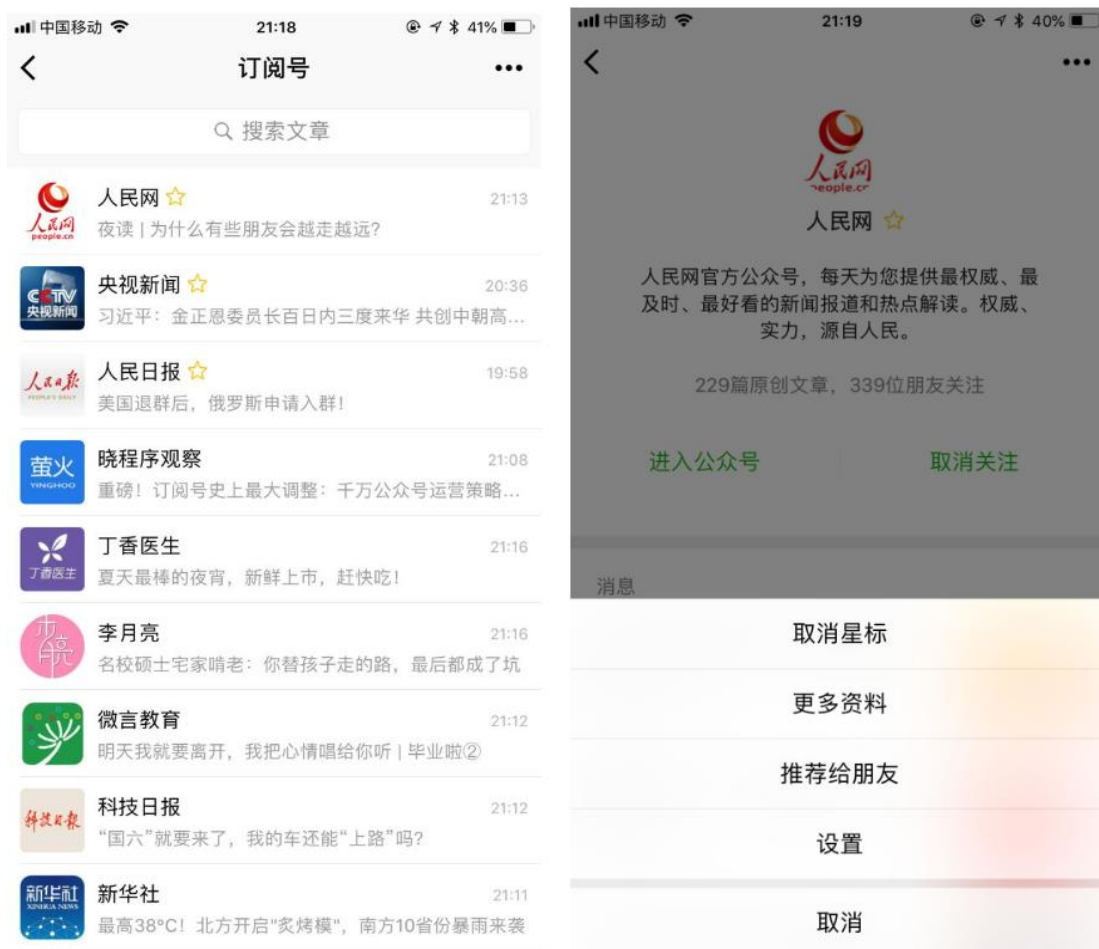 中国移动 21:18 41%
订阅号
搜索文章
人民网 people.cn
人民网 21:13
夜读 | 为什么有些朋友会越走越远?
CCTV 央视新闻
央视新闻 20:36
习近平：金正恩委员长百日内三度来华 共创中朝高...
人民日报 PEOPLE'S DAILY
人民日报 19:58
美国退群后，俄罗斯申请入群!
萤火 YINGHOO
晓程序观察 21:08
重磅！订阅号史上最大调整：千万公众号运营策略...
丁香医生
丁香医生 21:16
夏天最棒的夜宵，新鲜上市，赶快吃!
李月亮 21:16
名校硕士宅家啃老：你替孩子走的路，最后都成了坑
微言教育 21:12
明天我就要离开，我把心情唱给你听 | 毕业啦②
科技日报
科技日报 21:12
“国六”就要来了，我的车还能“上路”吗?
新华社 XINHUA NEWS
新华社 21:11
最高38°C！北方开启"炙烤模"，南方10省份暴雨来袭
中国移动 21:19 40%
人民网 people.cn
人民网
人民网官方公众号，每天为您提供最权威、最
及时、最好看的新闻报道和热点解读。权威、
实力，源自人民。
229篇原创文章，339位朋友关注
进入公众号 取消关注
消息
取消星标
更多资料
推荐给朋友
设置
取消